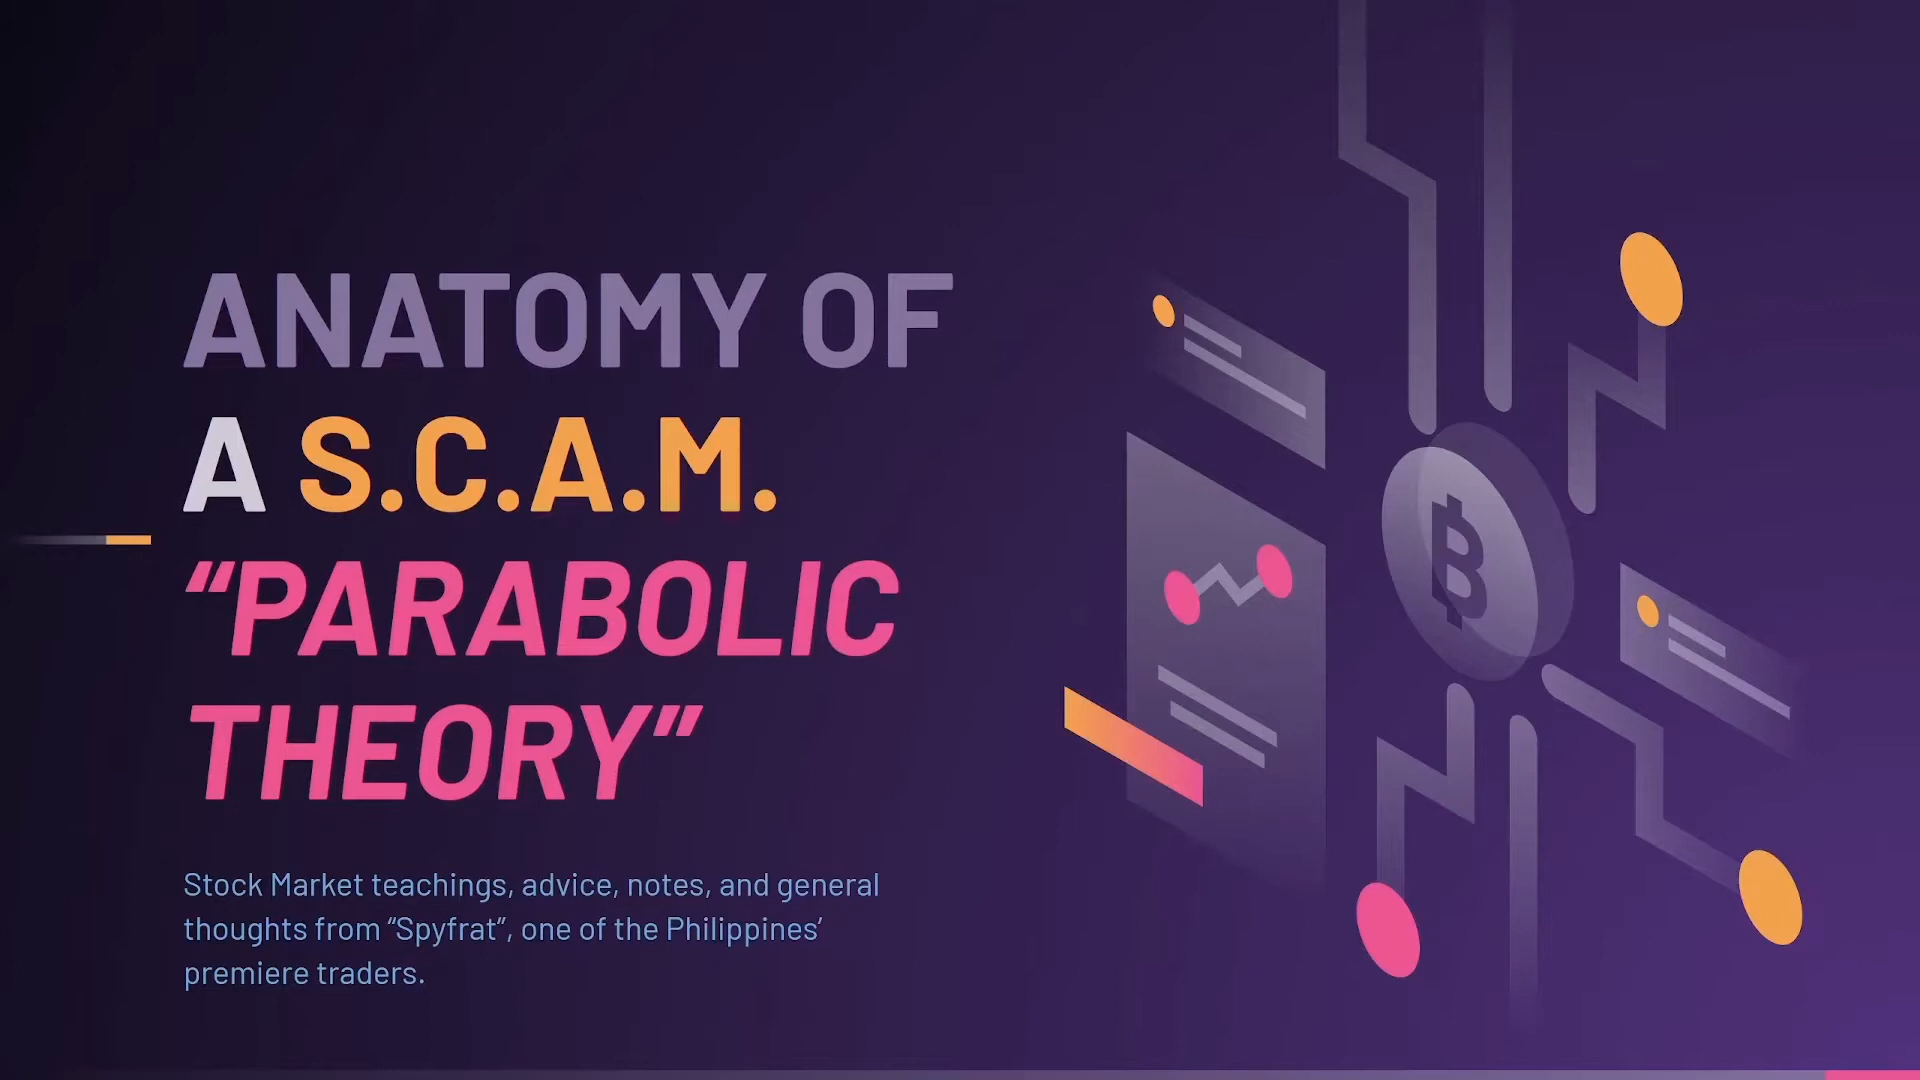 ANATOMY OF
A S.C.A.M.
“PARABOLIC
THEORY”
Stock Market teachings, advice, notes, and general
thoughts from “Spyfrat”, one of the Philippines’
premiere traders.